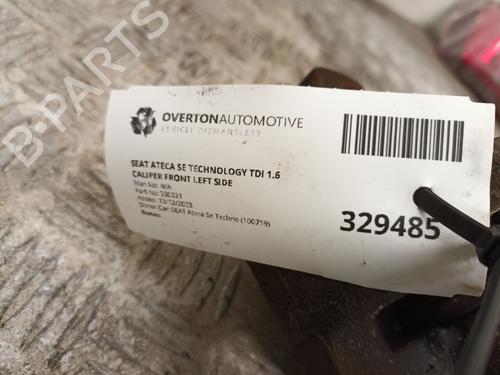 OVERTONAUTOMOTIVE
VEHICLE DISMANTLERS
SEAT ATECA SE TECHNOLOGY TDI 1.6
CALIPER FRONT LEFT SIDE
Man No: N/A
Part No: 330221
Added: 13/12/2023
Donor Car: SEAT Ateca Se Techno (100719)
Notes:
329485
B-PARTS